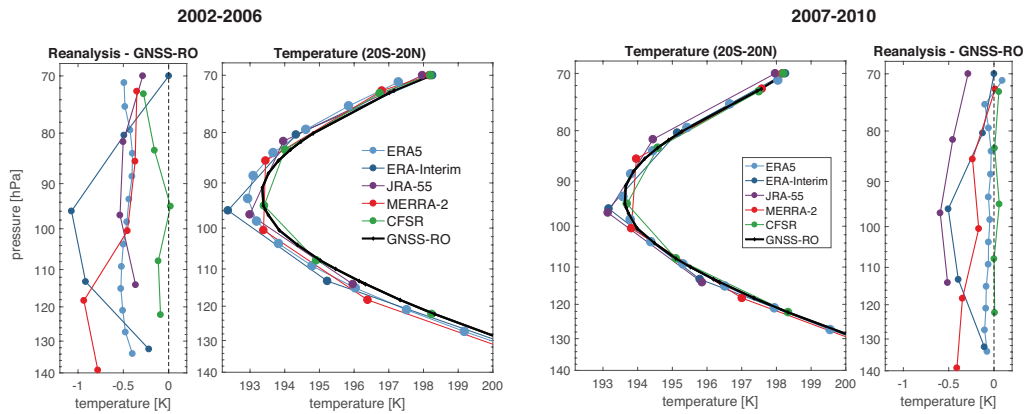 2002-2006
2007-2010
Reanalysis - GNSS-RO
Temperature (20S-20N)
Temperature (20S-20N)
Reanalysis - GNSS-RO
pressure [hPa]
70
80
90
100
110
120
130
140
-1
-0.5
0
temperature [K]
70
80
90
100
110
120
130
140
193
194
195
196
197
198
199
200
temperature [K]
ERA5
ERA-Interim
JRA-55
MERRA-2
CFSR
GNSS-RO
70
80
90
100
110
120
130
140
193
194
195
196
197
198
199
200
temperature [K]
ERA5
ERA-Interim
JRA-55
MERRA-2
CFSR
GNSS-RO
70
80
90
100
110
120
130
140
-1
-0.5
0
temperature [K]